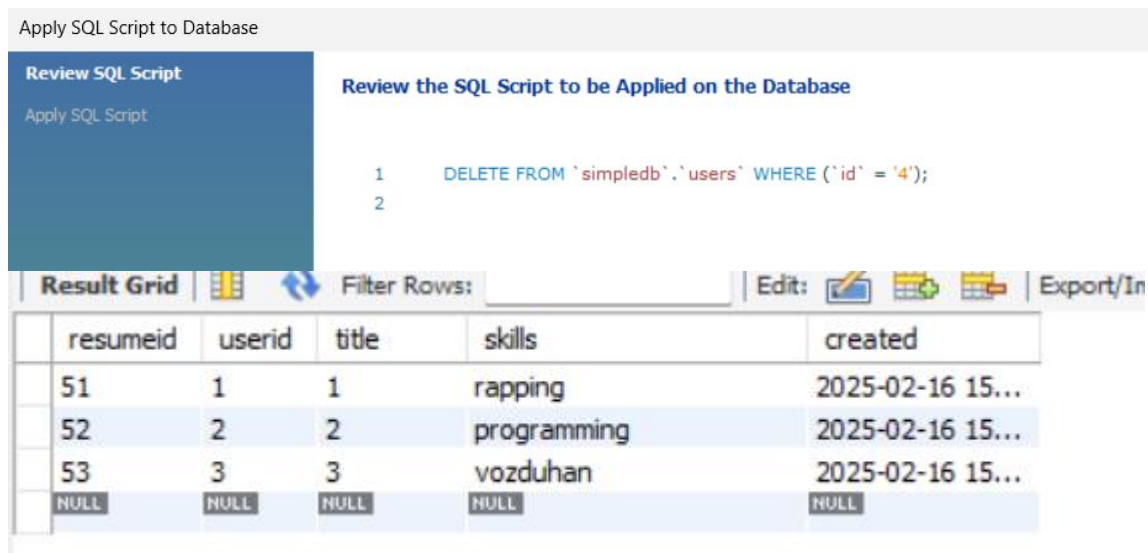 Apply SQL Script to Database
Review SQL Script
Apply SQL Script
Review the SQL Script to be Applied on the Database
1 DELETE FROM `simpledb`.`users` WHERE (`id` = '4');
2
Result Grid Filter Rows: Edit: Export/In
resumeid userid title skills created
51 1 1 rapping 2025-02-16 15...
52 2 2 programming 2025-02-16 15...
53 3 3 vozduhan 2025-02-16 15...
NULL NULL NULL NULL NULL